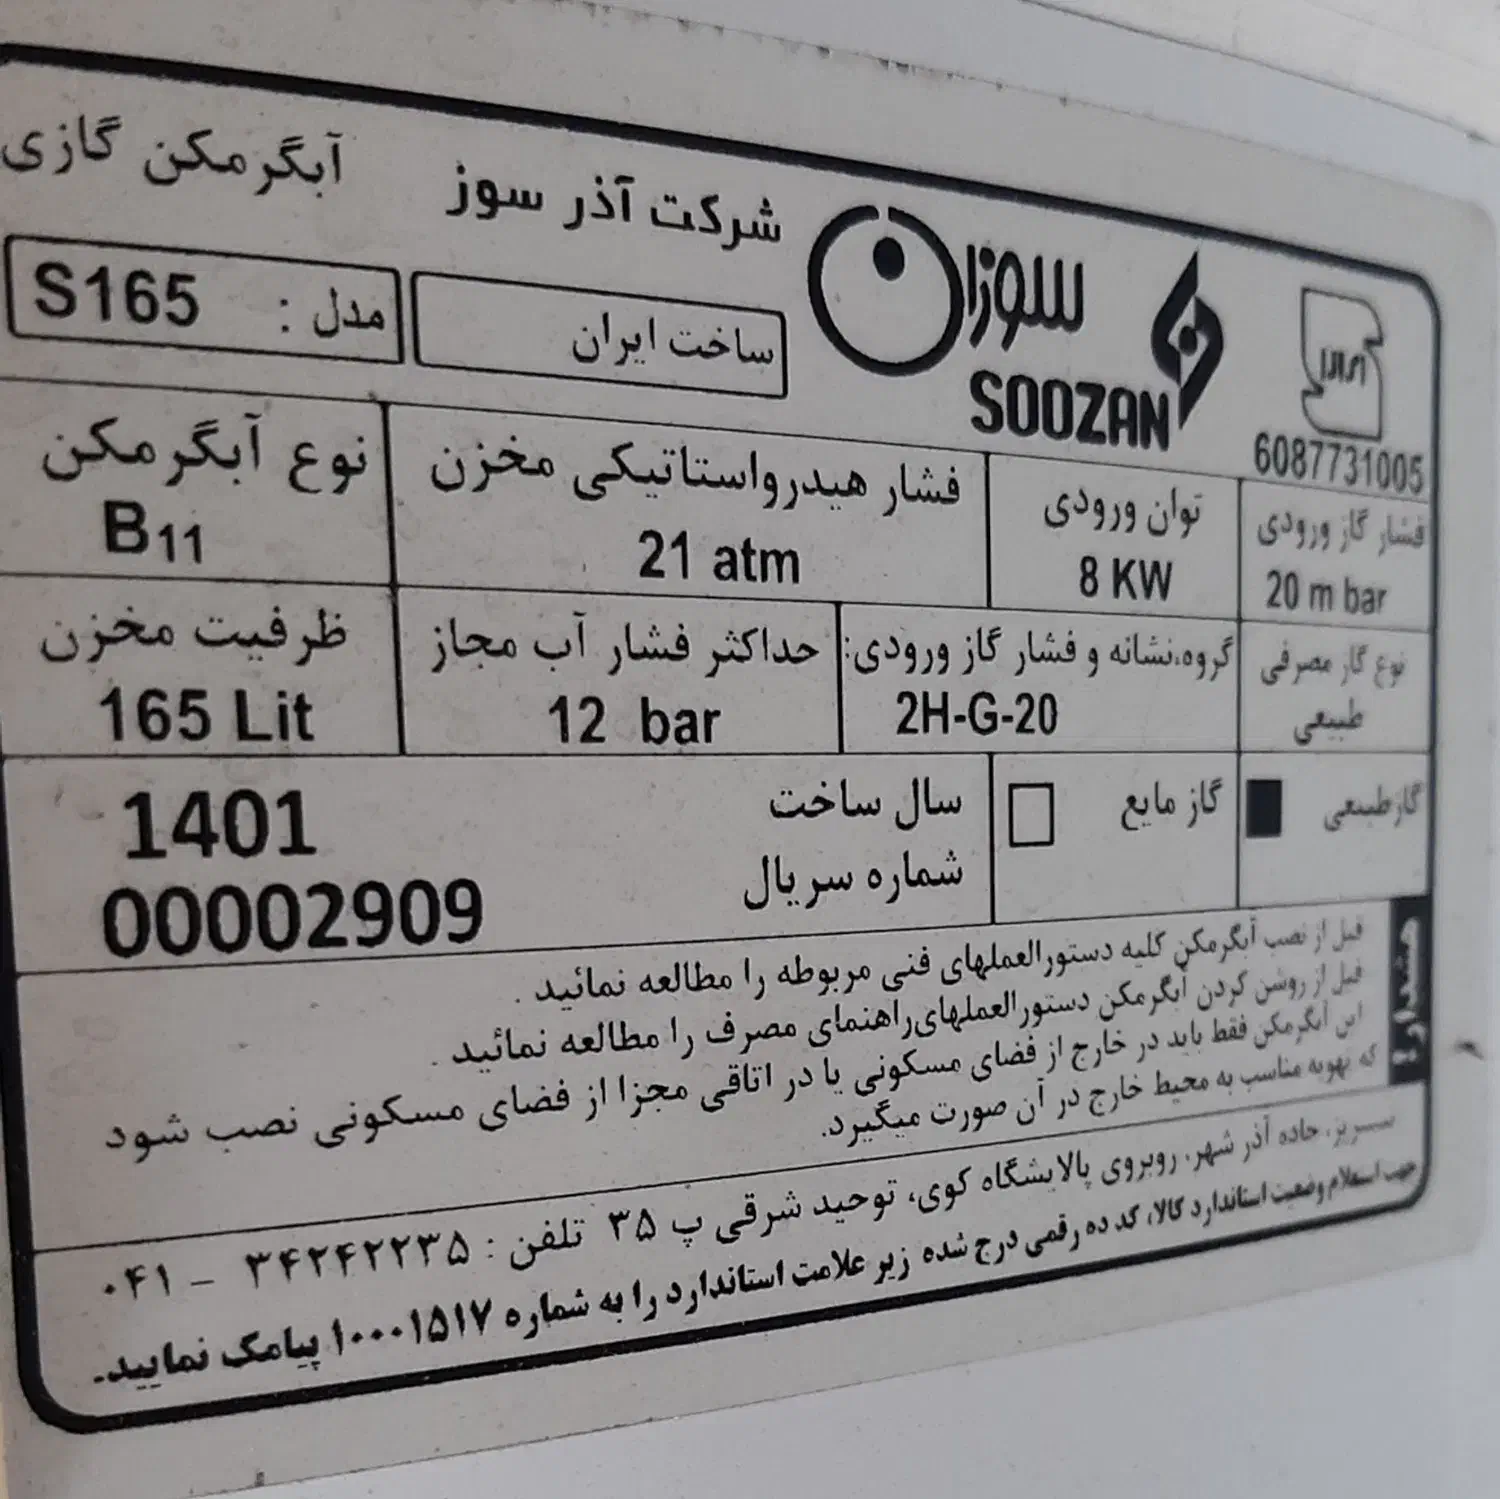 شرکت آذر سوز
آبگرمکن گازی
سوزان
SOOZAN
ساخت ایران
مدل : S165
6087731005
فشار گاز ورودی
20 m bar
توان ورودی
8 KW
فشار هیدرواستاتیکی مخزن
21 atm
نوع آبگرمکن
B11
نوع گاز مصرفی
طبیعی
گروه،نشانه و فشار گاز ورودی:
2H-G-20
حداکثر فشار آب مجاز
12 bar
ظرفیت مخزن
165 Lit
گازطبیعی
گاز مایع
سال ساخت 1401
شماره سریال 00002909
قبل از نصب آبگرمکن کلیه دستورالعملهای فنی مربوطه را مطالعه نمائید .
قبل از روشن کردن آبگرمکن دستورالعملهای راهنمای مصرف را مطالعه نمائید .
این آبگرمکن فقط باید در خارج از فضای مسکونی یا در اتاقی مجزا از فضای مسکونی نصب شود
که تهویه مناسب به محیط خارج در آن صورت میگیرد.
تبریز، جاده آذر شهر، روبروی پالایشگاه کوی، توحید شرقی پ ۳۵ تلفن : ۳۴۲۴۲۲۳۵ – ۰۴۱
جهت استعلام وضعیت استاندارد کالا، کد ده رقمی درج شده زیر علامت استاندارد را به شماره ۱۰۰۰۱۵۱۷ پیامک نمایید.